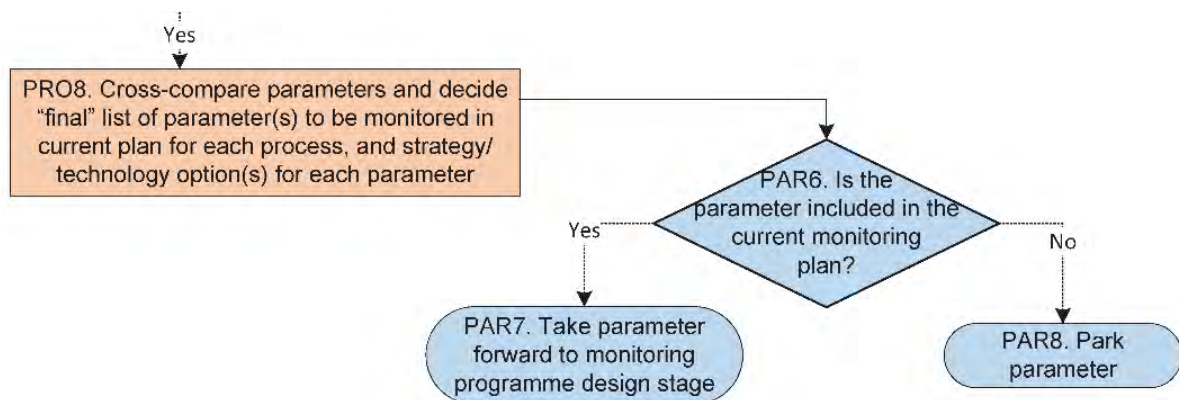 Yes
PRO8. Cross-compare parameters and decide
“final” list of parameter(s) to be monitored in
current plan for each process, and strategy/
technology option(s) for each parameter
PAR6. Is the
parameter included in the
current monitoring
plan?
Yes
No
PAR7. Take parameter
forward to monitoring
programme design stage
PAR8. Park
parameter